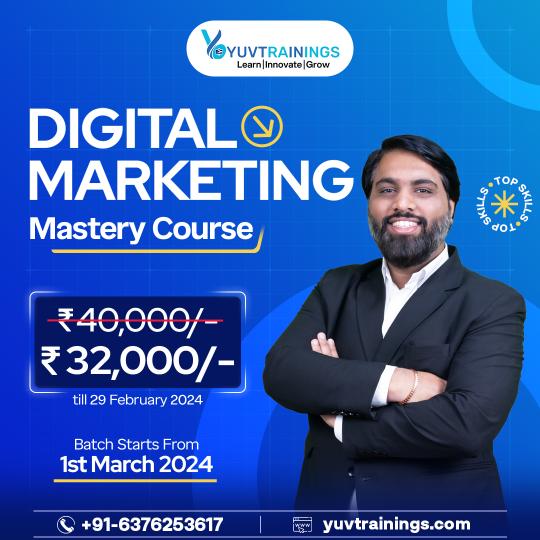 YUVTRAININGS
Learn|Innovate|Grow
DIGITAL
MARKETING
Mastery Course
TOP SKILLS • TOP SKILLS •
₹40,000/-
₹32,000/-
till 29 February 2024
Batch Starts From
1st March 2024
+91-6376253617
yuvtrainings.com